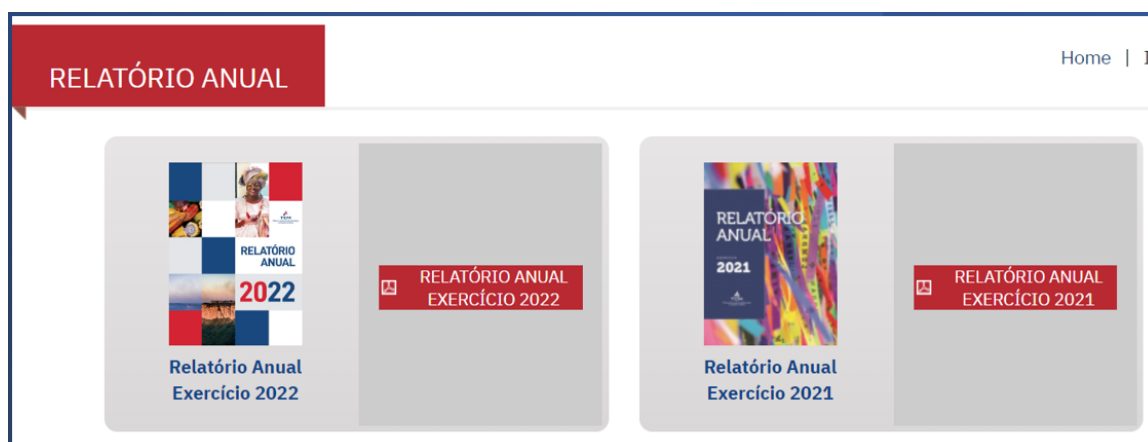 RELATÓRIO ANUAL
Home |
RELATÓRIO
ANUAL
2022
Relatório Anual
Exercício 2022
RELATÓRIO ANUAL
EXERCÍCIO 2022
RELATÓRIO
ANUAL
2021
Relatório Anual
Exercício 2021
RELATÓRIO ANUAL
EXERCÍCIO 2021